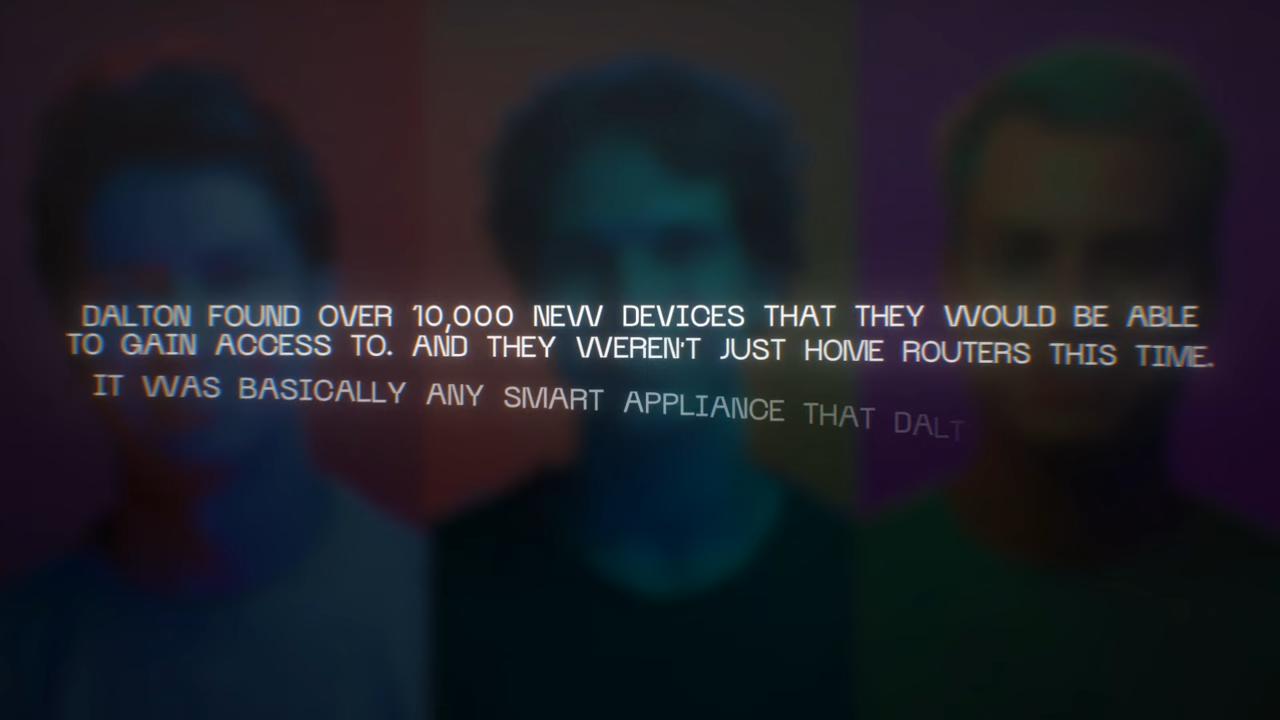 DALTON FOUND OVER 10,000 NEW DEVICES THAT THEY WOULD BE ABLE
TO GAIN ACCESS TO. AND THEY WEREN'T JUST HOME ROUTERS THIS TIME.
IT WAS BASICALLY ANY SMART APPLIANCE THAT DALT